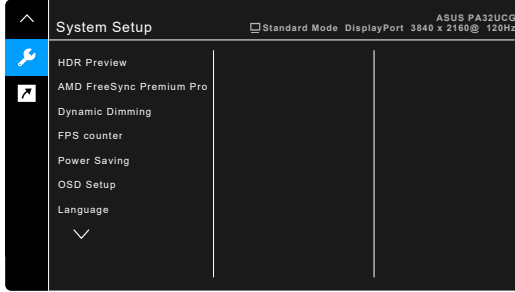 ASUS PA32UCG
System Setup
Standard Mode DisplayPort 3840 x 2160@ 120Hz
HDR Preview
AMD FreeSync Premium Pro
Dynamic Dimming
FPS counter
Power Saving
OSD Setup
Language